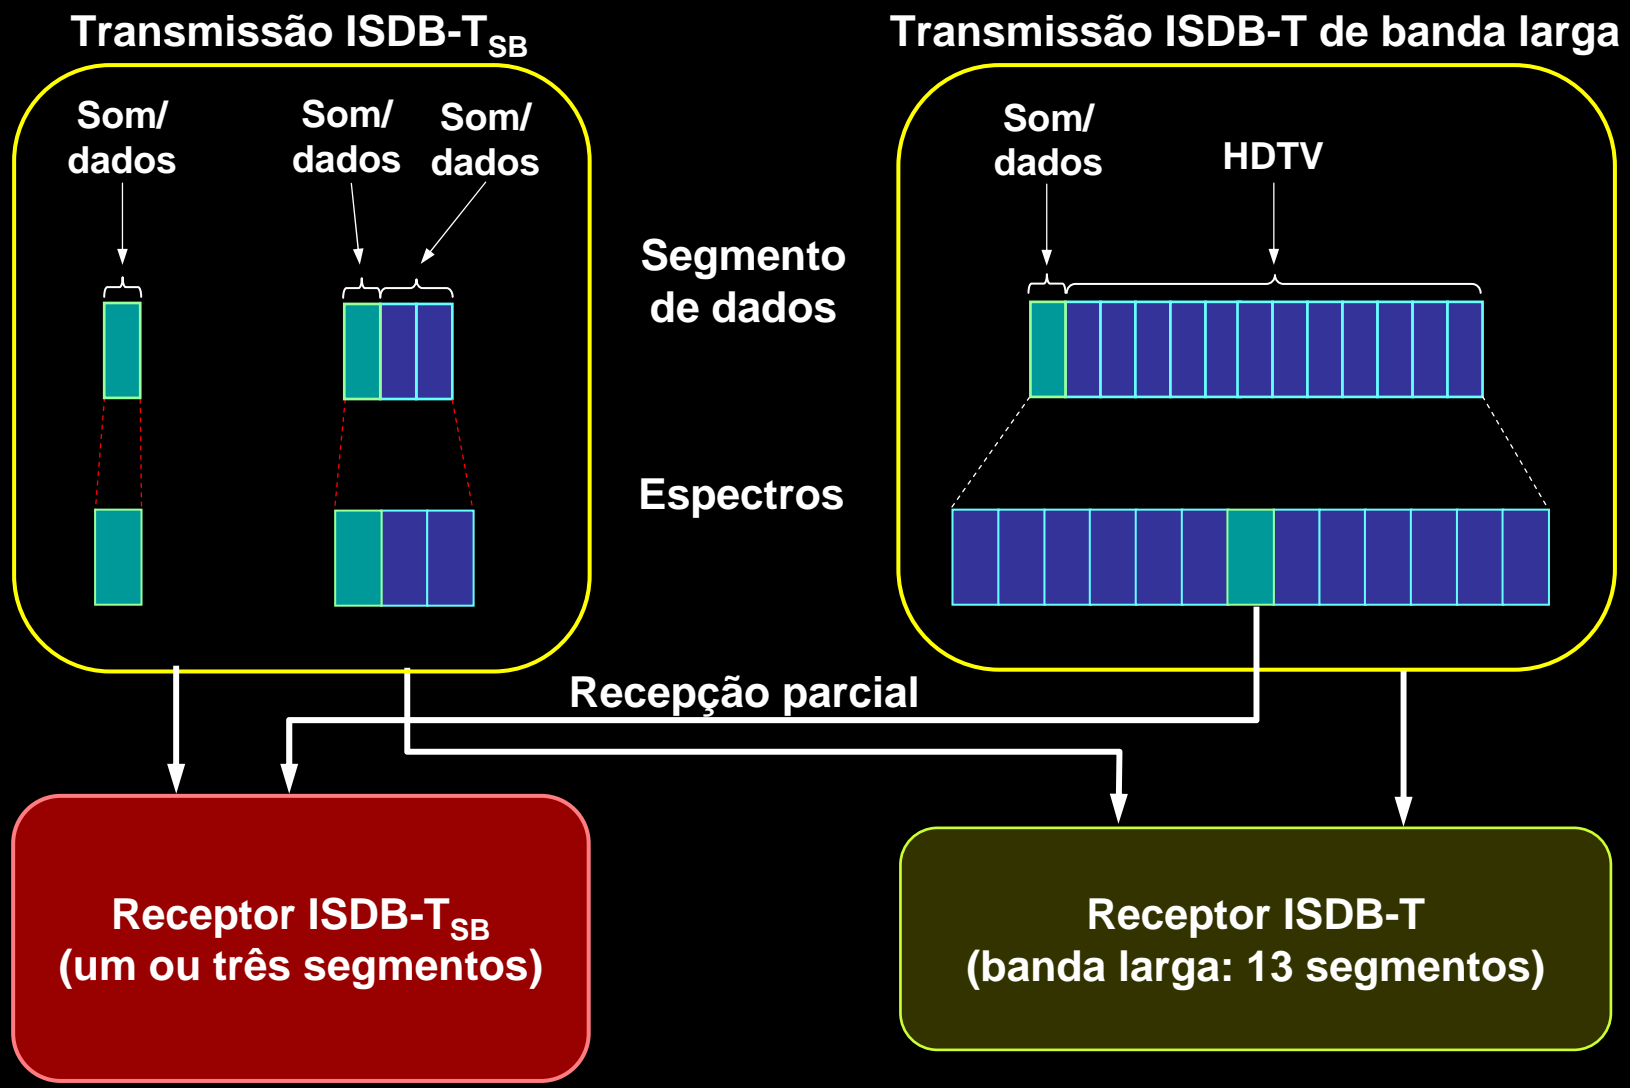 Transmissão ISDB-TSB
Transmissão ISDB-T de banda larga
Som/
dados
Som/
dados
Som/
dados
Som/
dados
HDTV
Segmento
de dados
Espectros
Recepção parcial
Receptor ISDB-TSB
(um ou três segmentos)
Receptor ISDB-T
(banda larga: 13 segmentos)